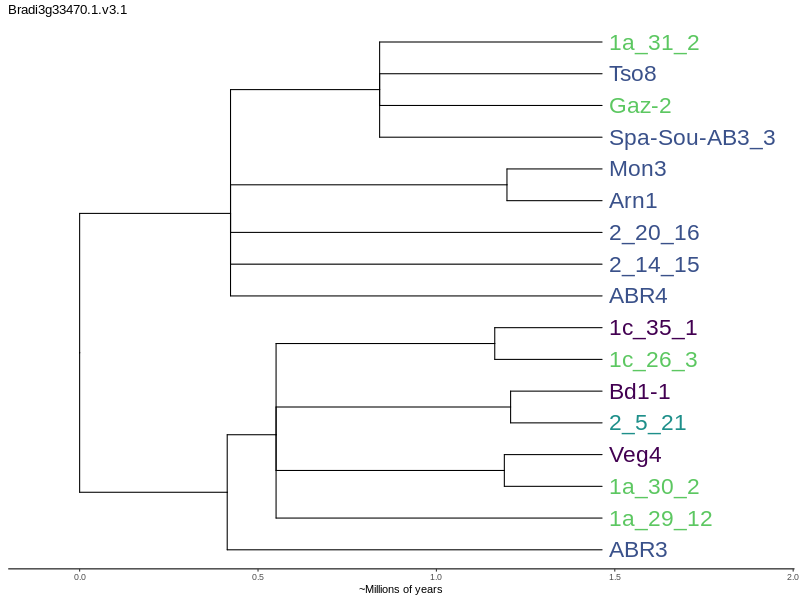 Bradi3g33470.1.v3.1
1a_31_2
Tso8
Gaz-2
Spa-Sou-AB3_3
Mon3
Arn1
2_20_16
2_14_15
ABR4
1c_35_1
1c_26_3
Bd1-1
2_5_21
Veg4
1a_30_2
1a_29_12
ABR3
0.0 0.5 1.0 1.5 2.0
~Millions of years